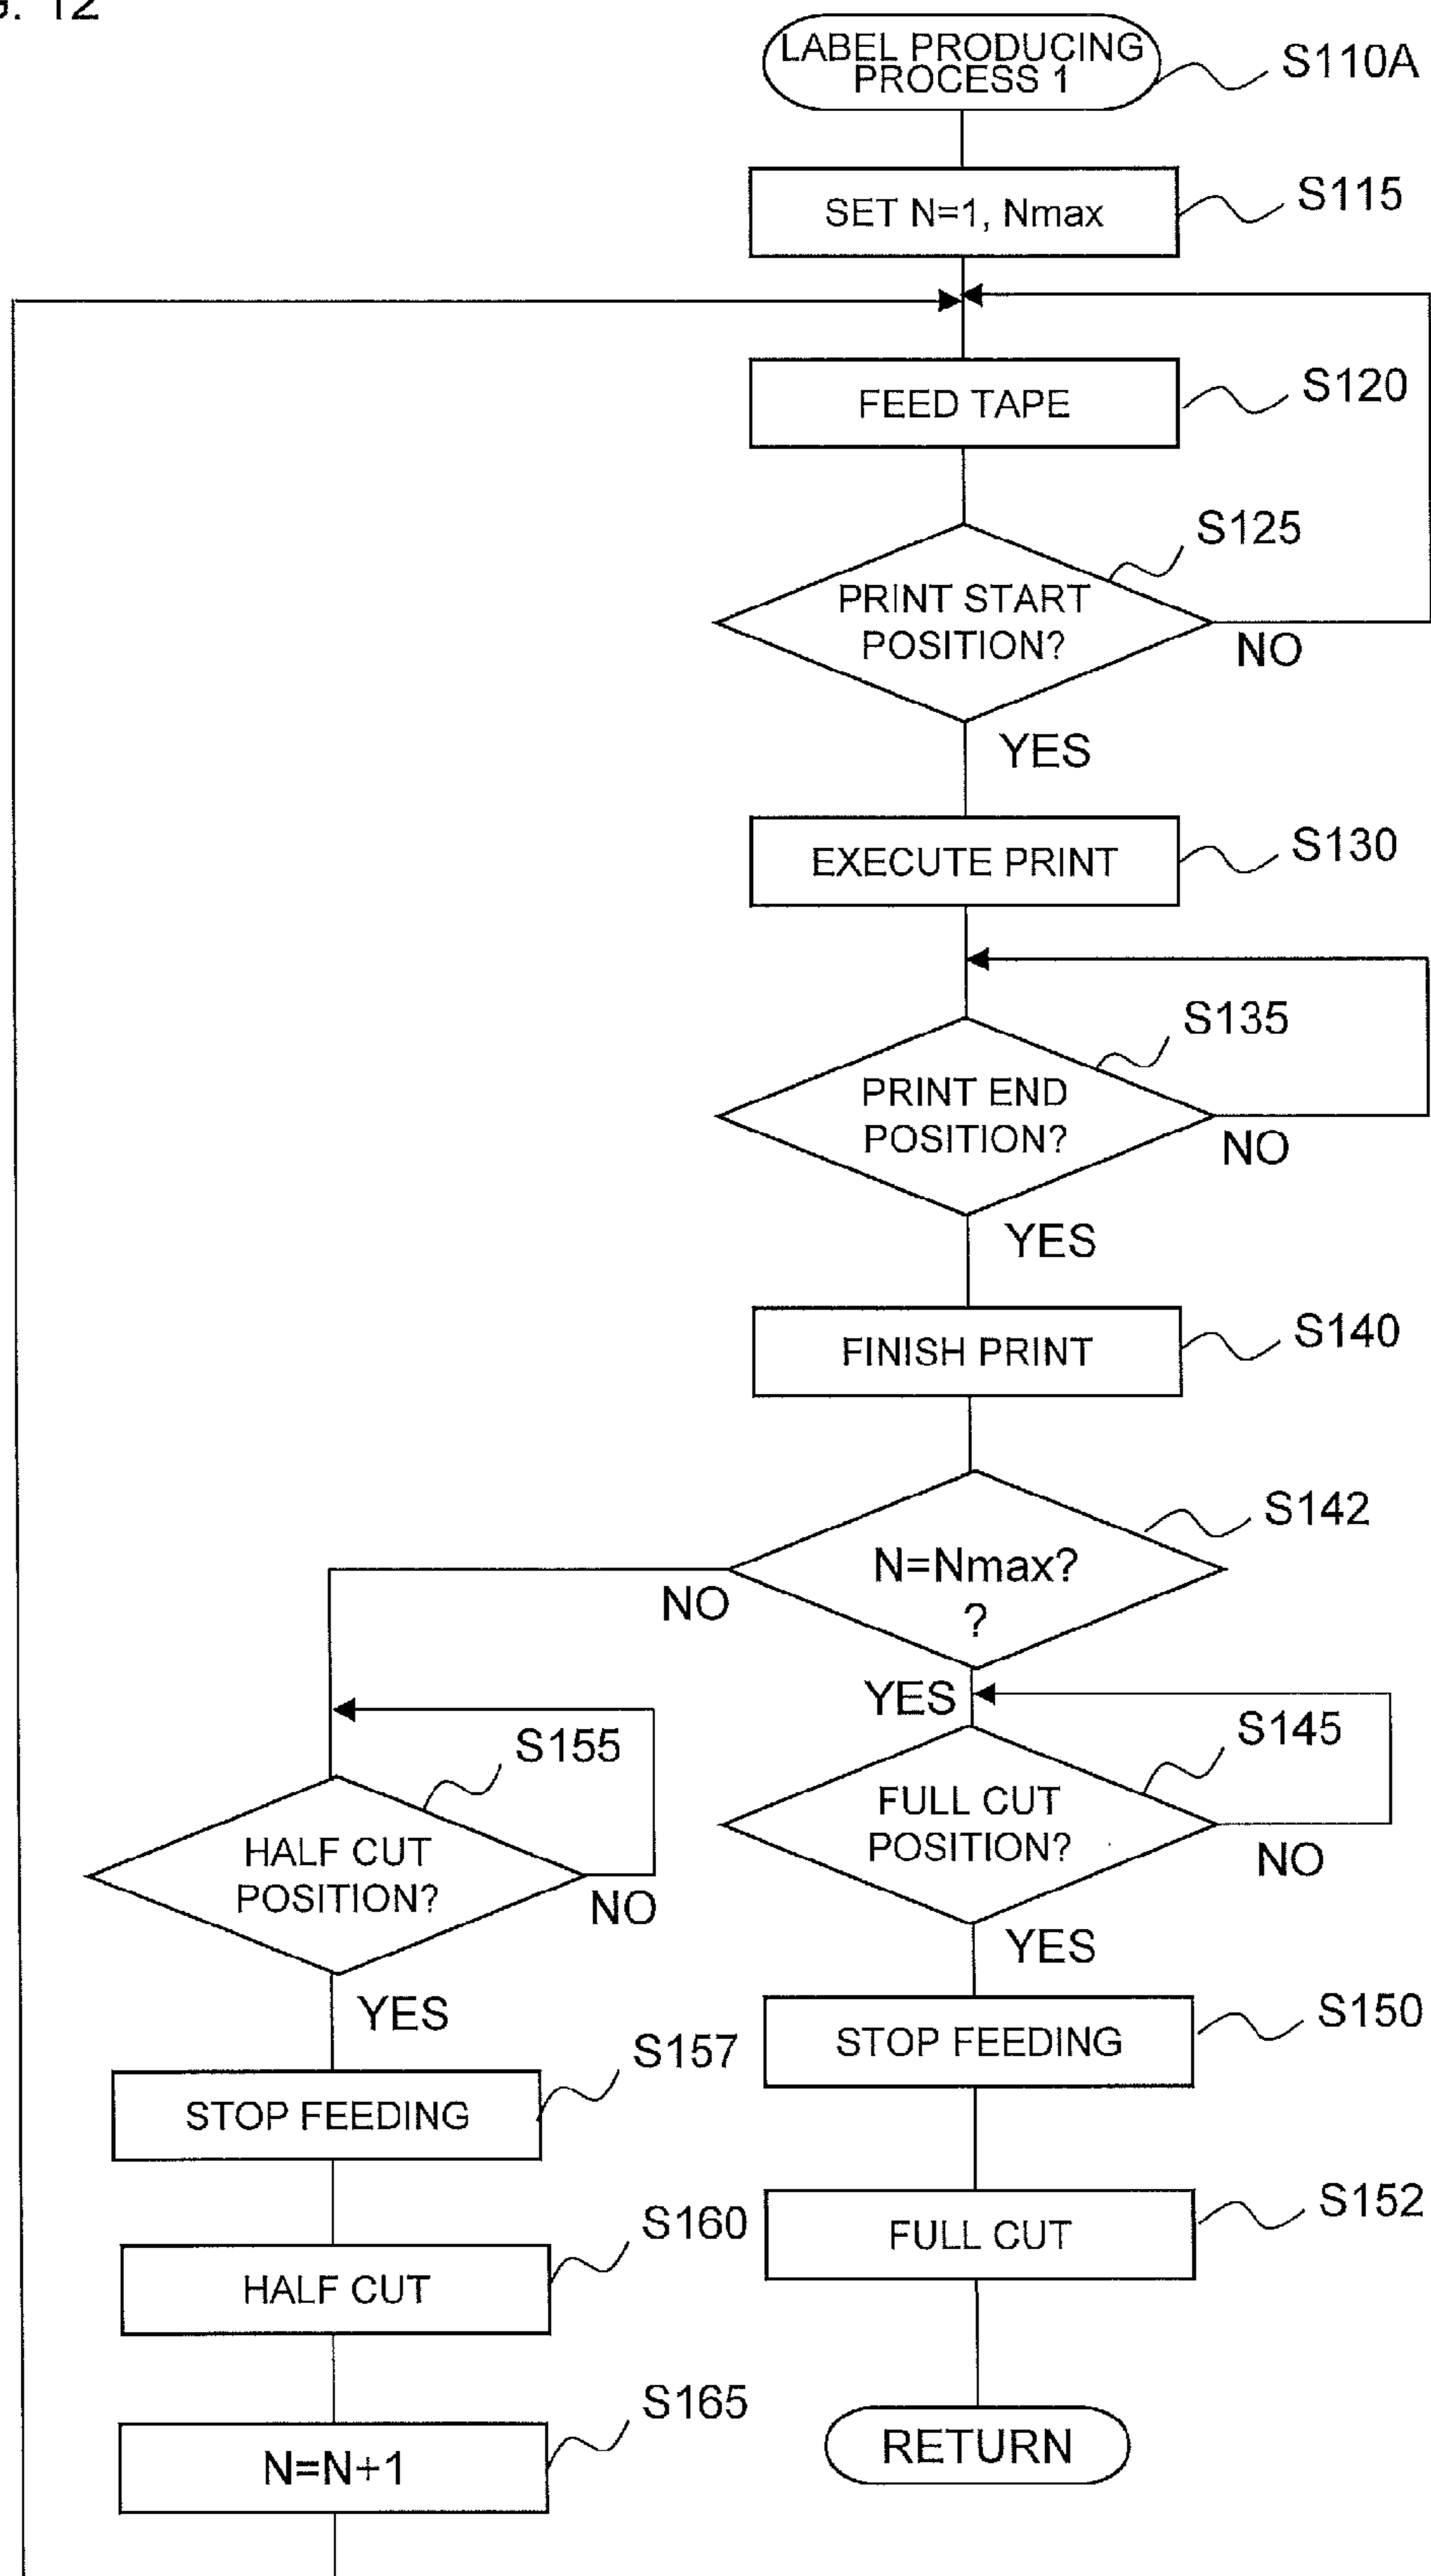 G. 12
LABEL PRODUCING
PROCESS 1
S110A
SET N=1, Nmax
S115
FEED TAPE
S120
S125
PRINT START
POSITION?
NO
YES
EXECUTE PRINT
S130
S135
PRINT END
POSITION?
NO
YES
FINISH PRINT
S140
S142
N=Nmax?
?
NO
YES
S145
FULL CUT
POSITION?
NO
YES
S155
HALF CUT
POSITION?
NO
YES
STOP FEEDING
S150
STOP FEEDING
S157
FULL CUT
S152
HALF CUT
S160
N=N+1
S165
RETURN